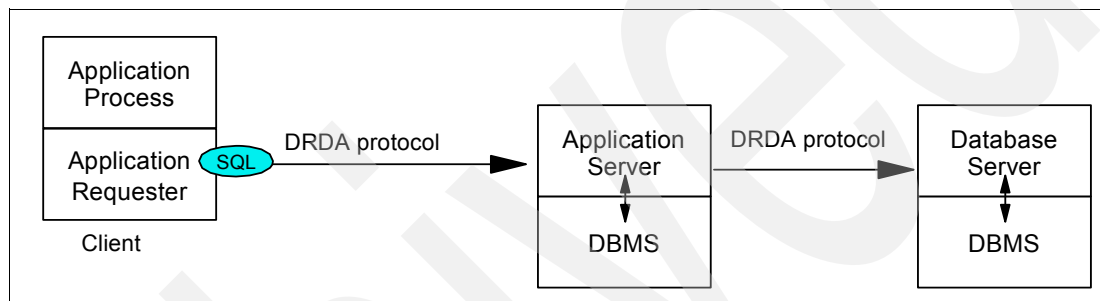 Application
Process
Application
Requester
SQL
Client
DRDA protocol
Application
Server
DBMS
DRDA protocol
Database
Server
DBMS